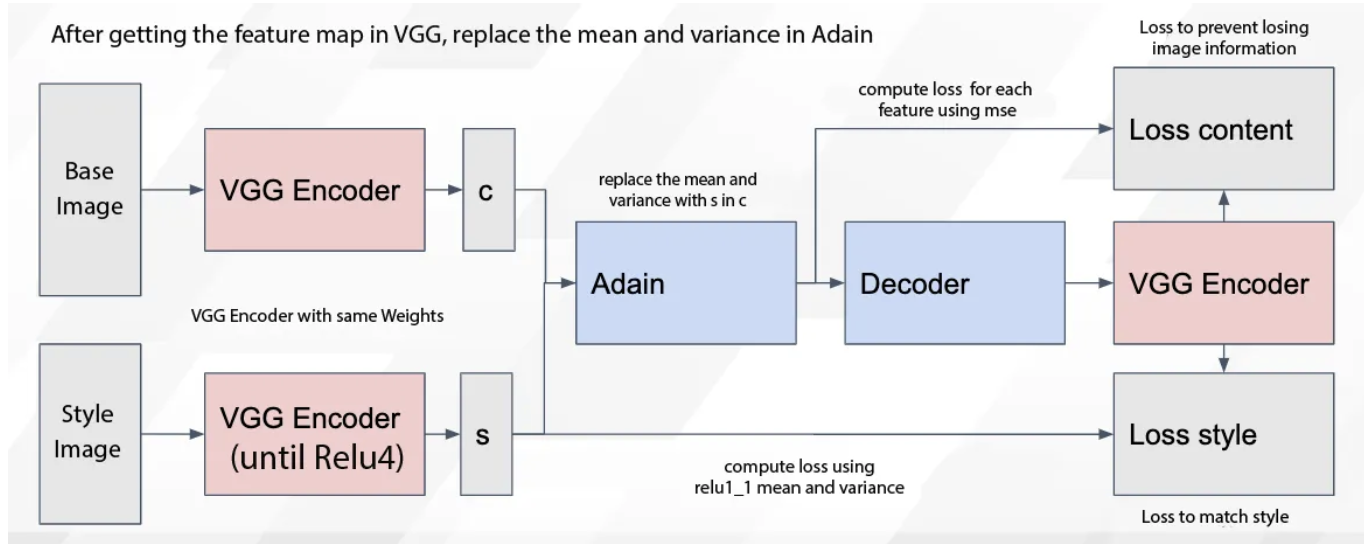 After getting the feature map in VGG, replace the mean and variance in Adain
Loss to prevent losing
image information
compute loss for each
feature using mse
Loss content
Base
Image
VGG Encoder
c
replace the mean and
variance with s in c
Adain
Decoder
VGG Encoder
VGG Encoder with same Weights
Style
Image
VGG Encoder
(until Relu4)
s
Loss style
compute loss using
relu1_1 mean and variance
Loss to match style